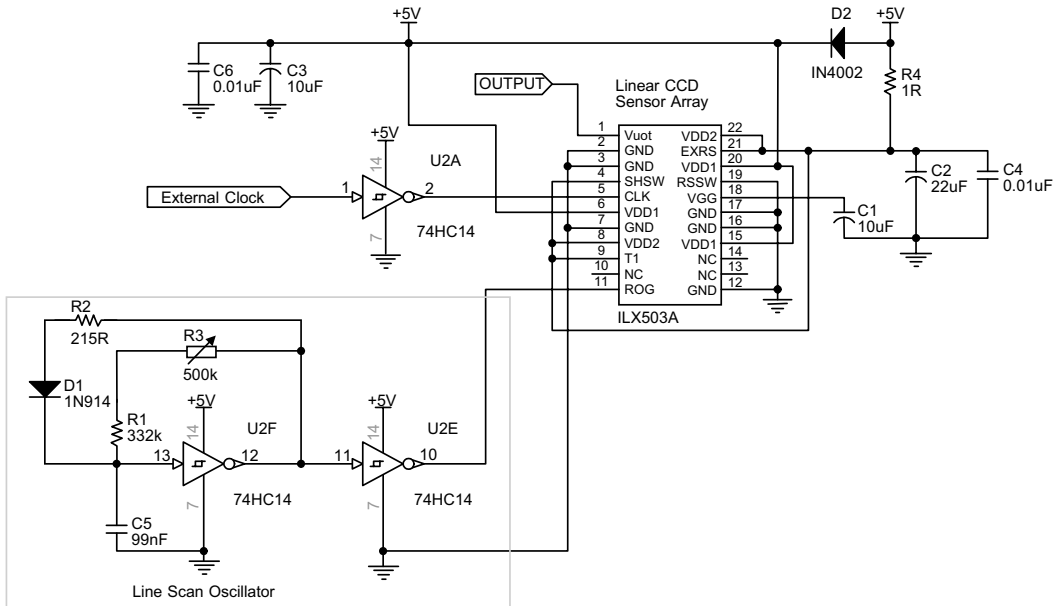 +5V
D2
+5V
C6
0.01uF
C3
10uF
IN4002
R4
1R
OUTPUT
Linear CCD
Sensor Array
+5V
14
U2A
External Clock
1
2
7
74HC14
1
Vuot
VDD2
22
2
GND
EXRS
21
3
GND
VDD1
20
4
SHSW
RSSW
19
5
CLK
VGG
18
6
VDD1
GND
17
7
GND
GND
16
8
VDD2
VDD1
15
9
T1
NC
14
10
NC
NC
13
11
ROG
GND
12
ILX503A
C2
22uF
C4
0.01uF
C1
10uF
R2
215R
R3
500k
D1
1N914
R1
332k
+5V
14
U2F
13
12
7
74HC14
+5V
14
U2E
11
10
7
74HC14
C5
99nF
Line Scan Oscillator